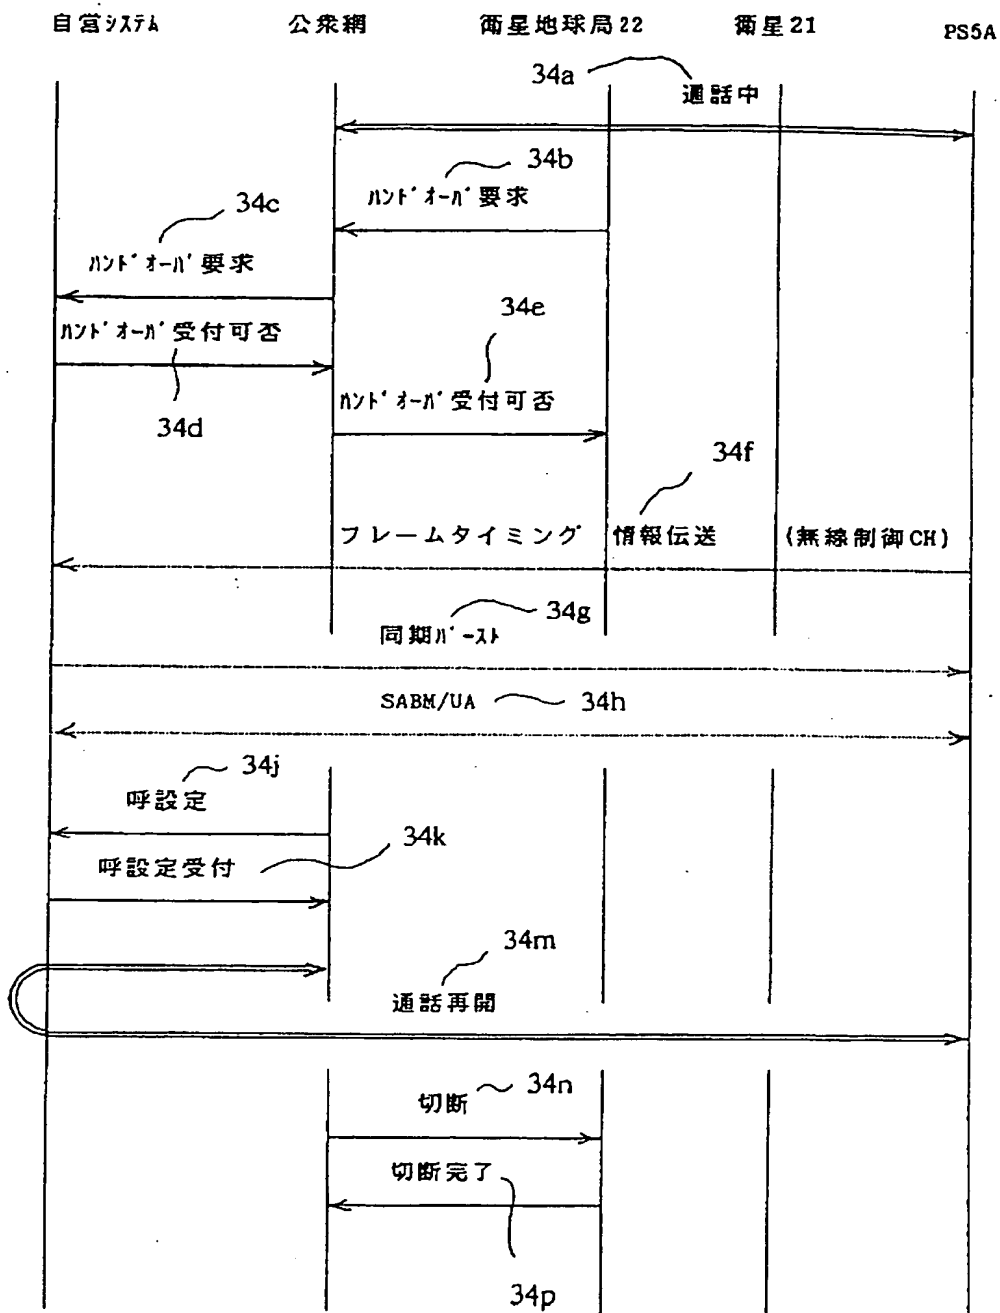 自営ｼｽﾃﾑ 公衆網 衛星地球局22 衛星21 PS5A
34a
通話中
34b
ﾊﾝﾄﾞｵｰﾊﾞ要求
34c
ﾊﾝﾄﾞｵｰﾊﾞ要求
34e
ﾊﾝﾄﾞｵｰﾊﾞ受付可否
ﾊﾝﾄﾞｵｰﾊﾞ受付可否
34d
34f
フレームタイミング 情報伝送 (無線制御CH)
34g
同期ﾊﾞｰｽﾄ
SABM/UA 34h
34j
呼設定
34k
呼設定受付
34m
通話再開
34n
切断
切断完了
34p